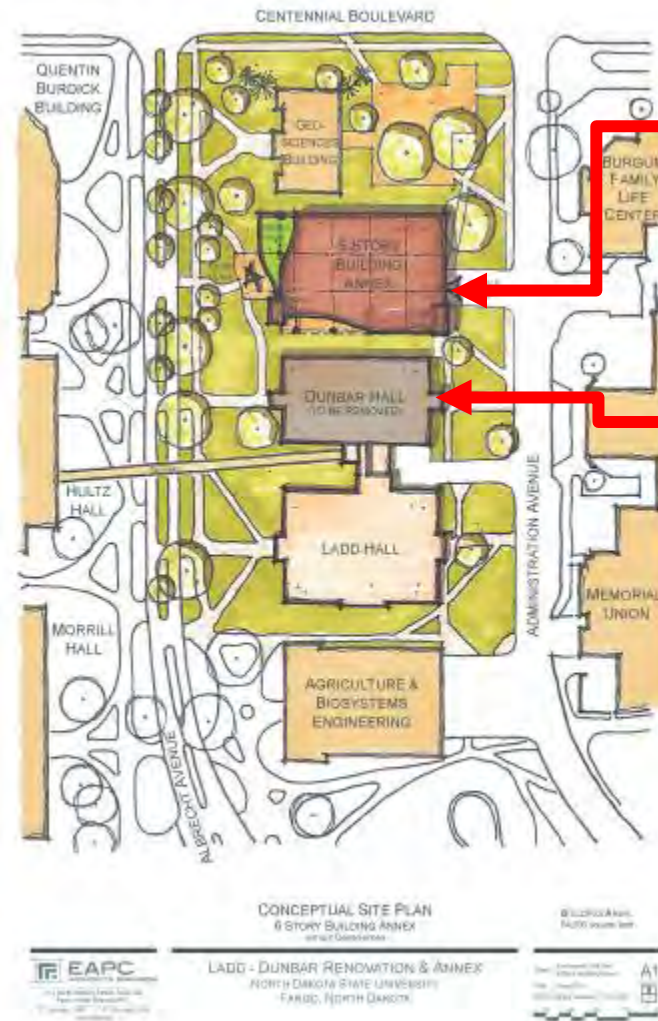 CENTENNIAL BOULEVARD
QUENTIN
BURDICK
BUILDING
GEO-
SCIENCES
BUILDING
BURGUM
FAMILY
LIFE
CENTER
STORY
BUILDING
ANNEX
DUNBAR HALL
(TO BE REMOVED)
HULTZ
HALL
LADD HALL
ADMINISTRATION AVENUE
MEMORIAL
UNION
MORRILL
HALL
AGRICULTURE &
BIOSYSTEMS
ENGINEERING
ALBRECHT AVENUE
CONCEPTUAL SITE PLAN
6 STORY BUILDING ANNEX
EAPC
LADD - DUNBAR RENOVATION & ANNEX
NORTH DAKOTA STATE UNIVERSITY
FARGO, NORTH DAKOTA
A1